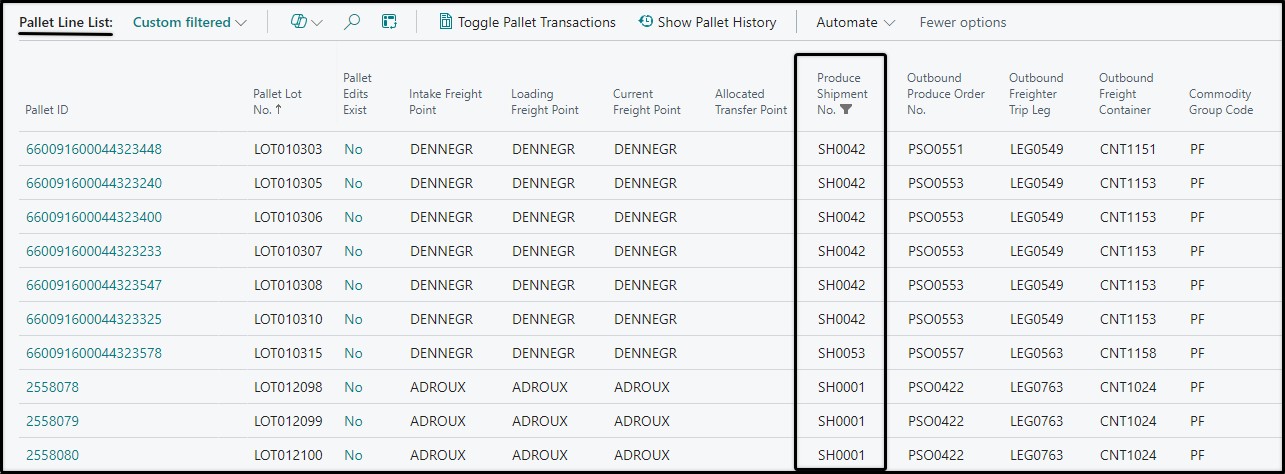 Pallet Line List: Custom filtered Toggle Pallet Transactions Show Pallet History Automate Fewer options
Pallet ID Pallet Lot No. ↑ Pallet Edits Exist Intake Freight Point Loading Freight Point Current Freight Point Allocated Transfer Point Produce Shipment No. Outbound Produce Order No. Outbound Freighter Trip Leg Outbound Freight Container Commodity Group Code
660091600044323448 LOT010303 No DENNEGR DENNEGR DENNEGR SH0042 PSO0551 LEG0549 CNT1151 PF
660091600044323240 LOT010305 No DENNEGR DENNEGR DENNEGR SH0042 PSO0553 LEG0549 CNT1153 PF
660091600044323400 LOT010306 No DENNEGR DENNEGR DENNEGR SH0042 PSO0553 LEG0549 CNT1153 PF
660091600044323233 LOT010307 No DENNEGR DENNEGR DENNEGR SH0042 PSO0553 LEG0549 CNT1153 PF
660091600044323547 LOT010308 No DENNEGR DENNEGR DENNEGR SH0042 PSO0553 LEG0549 CNT1153 PF
660091600044323325 LOT010310 No DENNEGR DENNEGR DENNEGR SH0042 PSO0553 LEG0549 CNT1153 PF
660091600044323578 LOT010315 No DENNEGR DENNEGR DENNEGR SH0053 PSO0557 LEG0563 CNT1158 PF
2558078 LOT012098 No ADROUX ADROUX ADROUX SH0001 PSO0422 LEG0763 CNT1024 PF
2558079 LOT012099 No ADROUX ADROUX ADROUX SH0001 PSO0422 LEG0763 CNT1024 PF
2558080 LOT012100 No ADROUX ADROUX ADROUX SH0001 PSO0422 LEG0763 CNT1024 PF